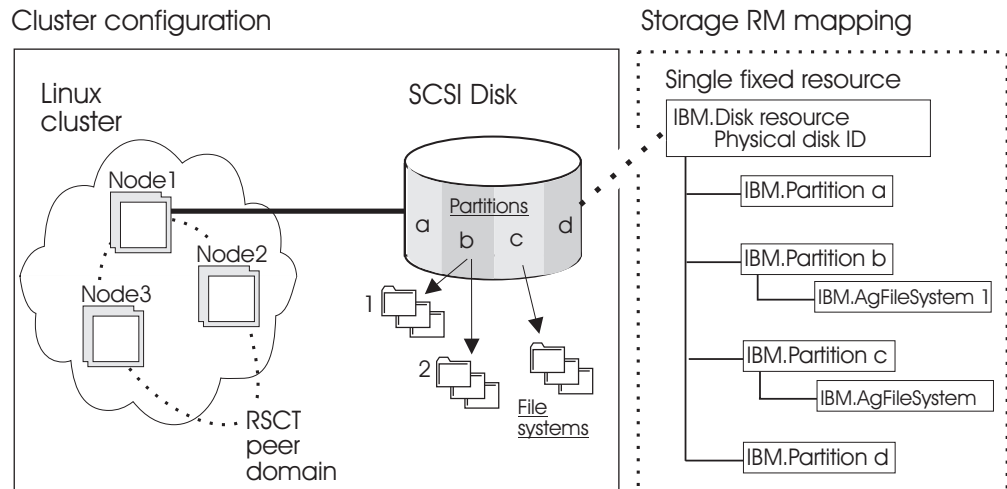 Cluster configuration
Linux
cluster
Node1
Node2
Node3
RSCT
peer
domain
SCSI Disk
Partitions
a
b
c
d
1
2
File
systems
Storage RM mapping
Single fixed resource
IBM.Disk resource
Physical disk ID
IBM.Partition a
IBM.Partition b
IBM.AgFileSystem 1
IBM.Partition c
IBM.AgFileSystem
IBM.Partition d